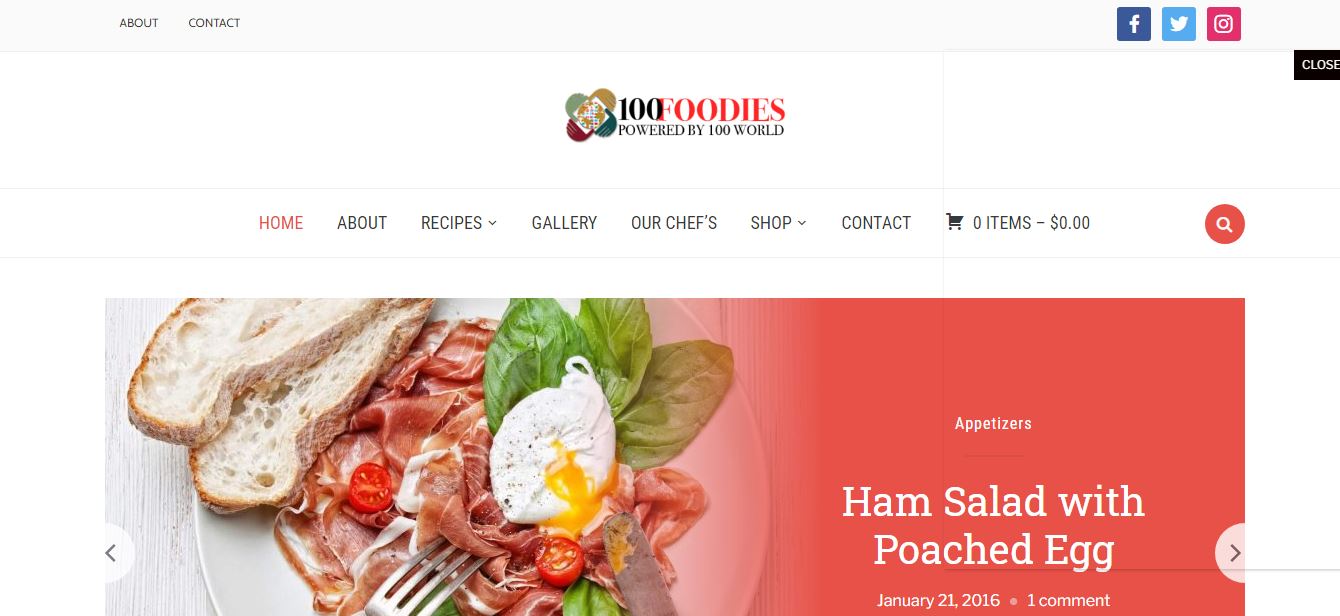 ABOUT CONTACT
CLOSE
100FOODIES
POWERED BY 100 WORLD
HOME ABOUT RECIPES GALLERY OUR CHEF’S SHOP CONTACT 0 ITEMS – $0.00
Appetizers
Ham Salad with
Poached Egg
January 21, 2016 1 comment